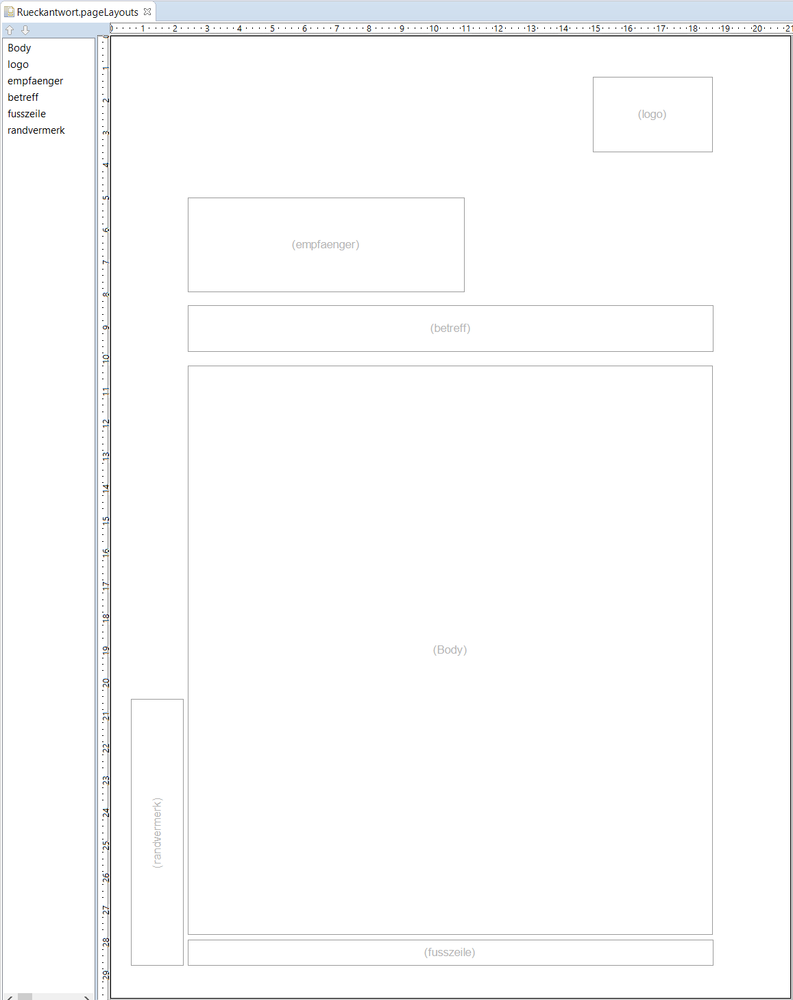 Rueckantwort.pageLayouts
0 1 2 3 4 5 6 7 8 9 10 11 12 13 14 15 16 17 18 19 20 21
Body
logo
empfaenger
betreff
fusszeile
randvermerk
1
2
3
4
5
6
7
8
9
10
11
12
13
14
15
16
17
18
19
20
21
22
23
24
25
26
27
28
29
(logo)
(empfaenger)
(betreff)
(Body)
(randvermerk)
(fusszeile)